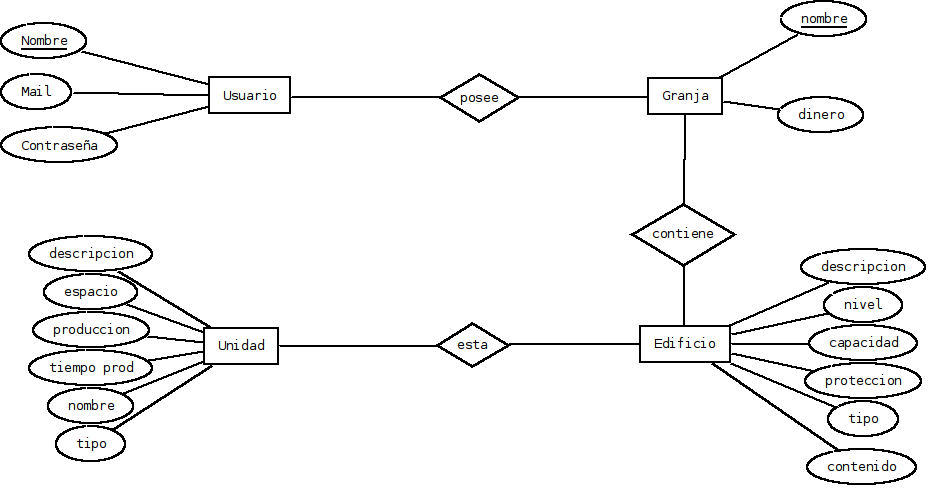 nombre
Nombre
Mail
Usuario
posee
Granja
dinero
Contraseña
contiene
descripcion
espacio
produccion
tiempo prod
nombre
tipo
Unidad
esta
Edificio
descripcion
nivel
capacidad
proteccion
tipo
contenido